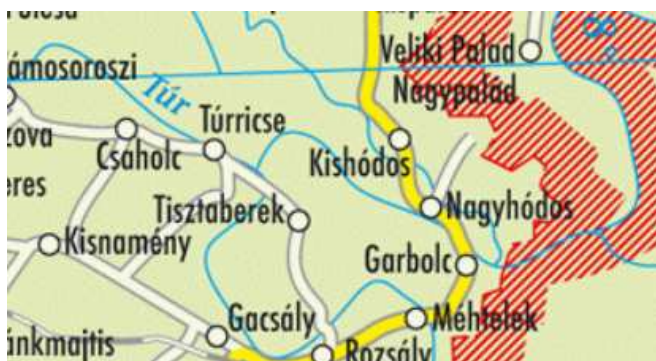 Veliki Palad
ámosoroszi
Nagypalád
Túr
Túrricse
zova
Csaholc
Kishódos
eres
Tisztaberek
Nagyhódos
Kisnamény
Garbolc
Gacsály
Méhtelek
ánkmajtis
Rozsály